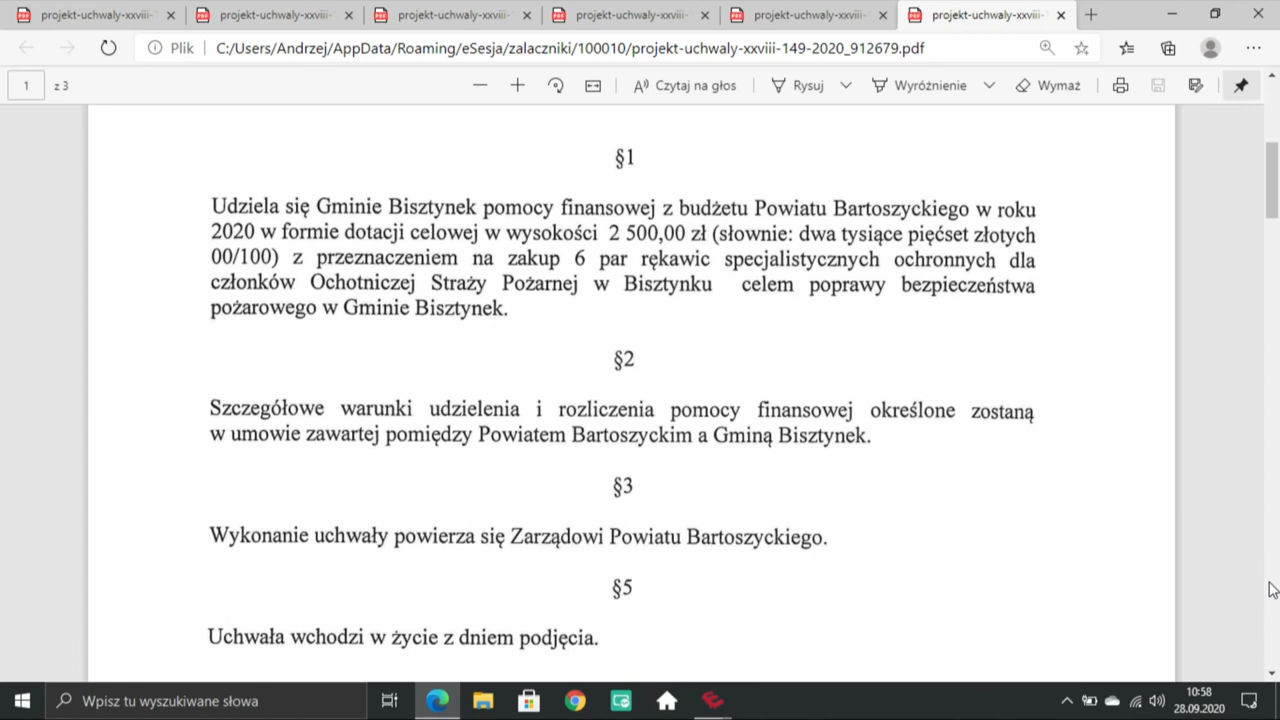 projekt-uchwaly-xxviii-
projekt-uchwaly-xxviii-
projekt-uchwaly-xxviii-
projekt-uchwaly-xxviii-
projekt-uchwaly-xxviii-
projekt-uchwaly-xxviii-
Plik | C:/Users/Andrzej/AppData/Roaming/eSesja/zalaczniki/100010/projekt-uchwaly-xxviii-149-2020_912679.pdf
1 z 3 Czytaj na głos Rysuj Wyróżnienie Wymaż
§1
Udziela się Gminie Bisztynek pomocy finansowej z budżetu Powiatu Bartoszyckiego w roku
2020 w formie dotacji celowej w wysokości 2 500,00 zł (słownie: dwa tysiące pięćset złotych
00/100) z przeznaczeniem na zakup 6 par rękawic specjalistycznych ochronnych dla
członków Ochotniczej Straży Pożarnej w Bisztynku celem poprawy bezpieczeństwa
pożarowego w Gminie Bisztynek.
§2
Szczegółowe warunki udzielenia i rozliczenia pomocy finansowej określone zostaną
w umowie zawartej pomiędzy Powiatem Bartoszyckim a Gminą Bisztynek.
§3
Wykonanie uchwały powierza się Zarządowi Powiatu Bartoszyckiego.
§5
Uchwała wchodzi w życie z dniem podjęcia.
Wpisz tu wyszukiwane słowa
10:58
28.09.2020